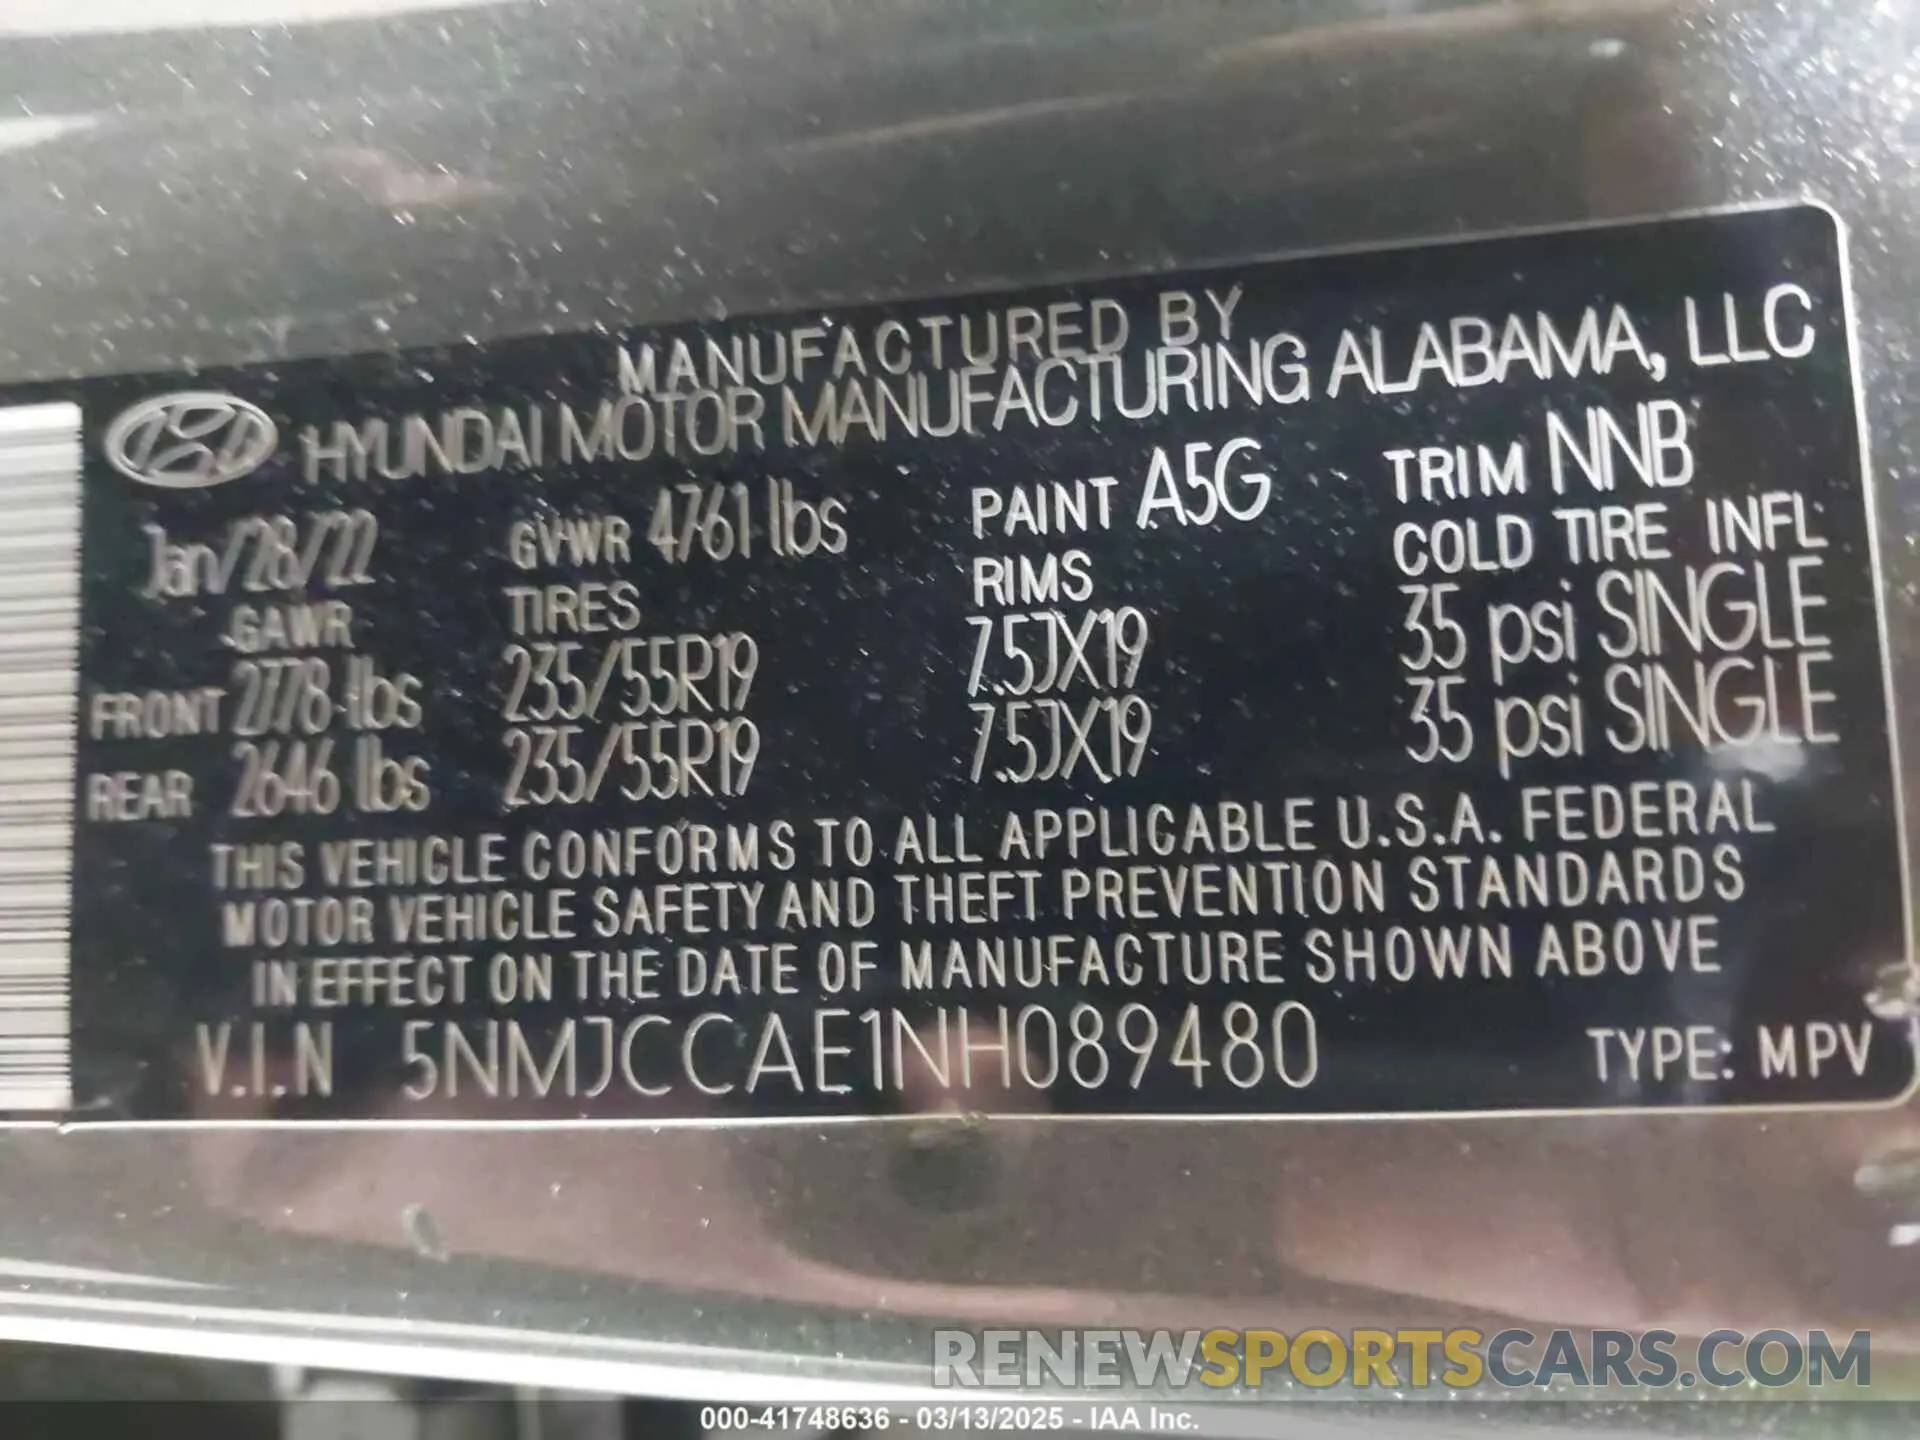 MANUFACTURED BY
HYUNDAI MOTOR MANUFACTURING ALABAMA, LLC
Jan/28/22 GVWR 4761 lbs PAINT A5G TRIM NNB
GAWR TIRES RIMS COLD TIRE INFL
FRONT 2778 lbs 235/55R19 7.5JX19 35 psi SINGLE
REAR 2646 lbs 235/55R19 7.5JX19 35 psi SINGLE
THIS VEHICLE CONFORMS TO ALL APPLICABLE U.S.A. FEDERAL
MOTOR VEHICLE SAFETY AND THEFT PREVENTION STANDARDS
IN EFFECT ON THE DATE OF MANUFACTURE SHOWN ABOVE
V.I.N 5NMJCCAE1NH089480 TYPE: MPV
RENEWSPORTSCARS.COM
000-41748636 - 03/13/2025 - IAA Inc.